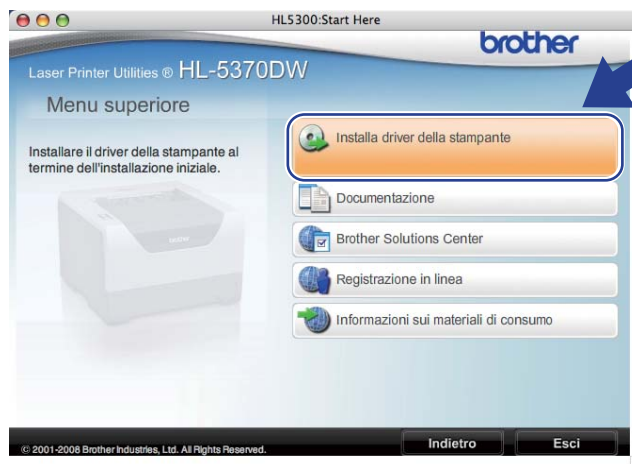 HL5300:Start Here
brother
Laser Printer Utilities ® HL-5370DW
Menu superiore
Installare il driver della stampante al
termine dell'installazione iniziale.
Installa driver della stampante
Documentazione
Brother Solutions Center
Registrazione in linea
Informazioni sui materiali di consumo
brother
Indietro
Esci
© 2001-2008 Brother Industries, Ltd. All Rights Reserved.